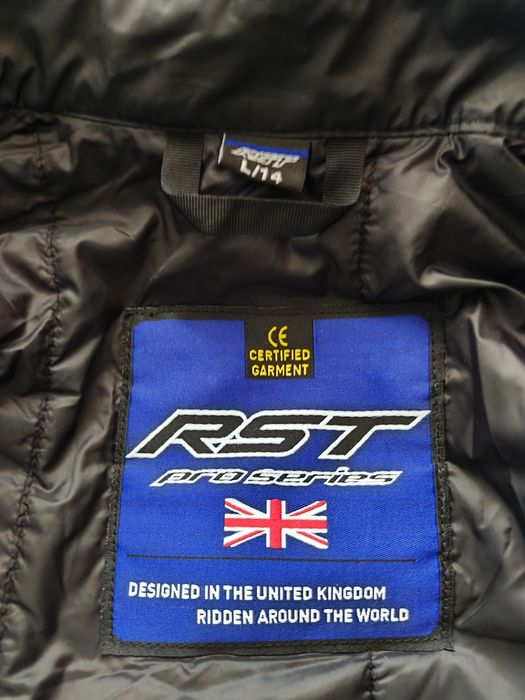 RST
L/14
CE
CERTIFIED
GARMENT
RST
pro series
DESIGNED IN THE UNITED KINGDOM
RIDDEN AROUND THE WORLD